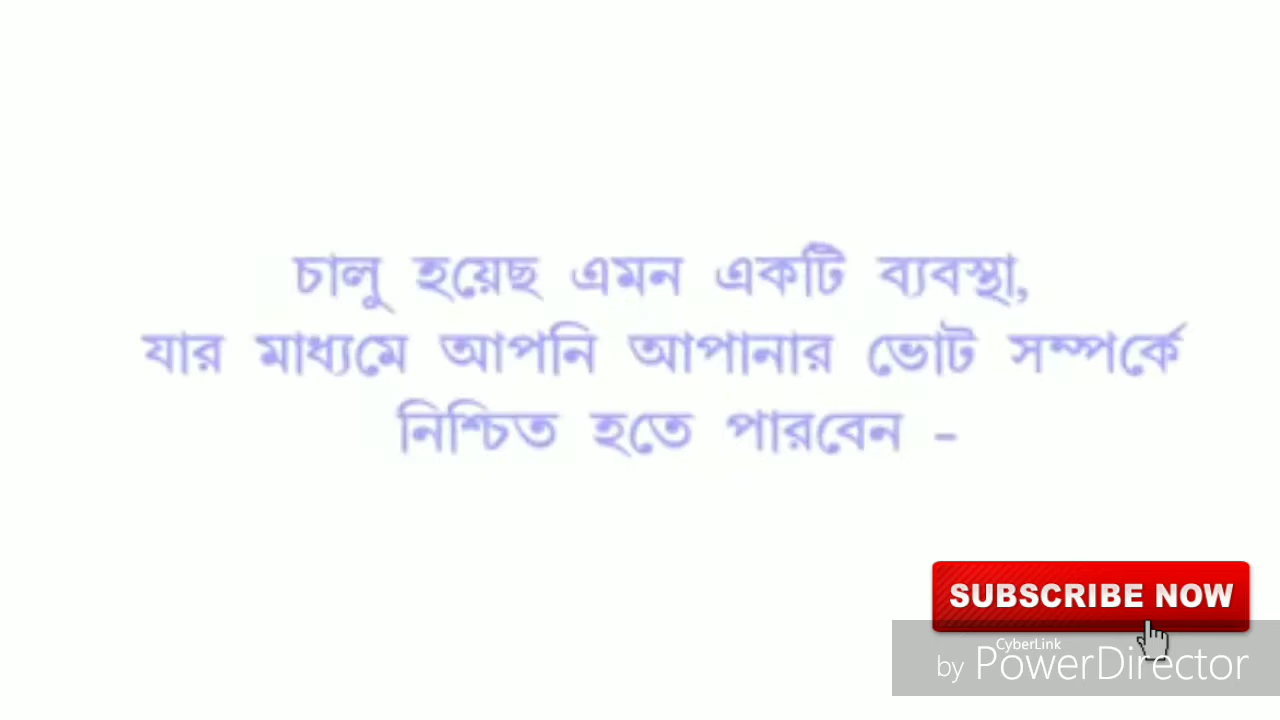 চালু হয়েছ এমন একটি ব্যবস্থা,
যার মাধ্যমে আপনি আপানার ভোট সম্পর্কে
নিশ্চিত হতে পারবেন -
SUBSCRIBE NOW
CyberLink
by PowerDirector